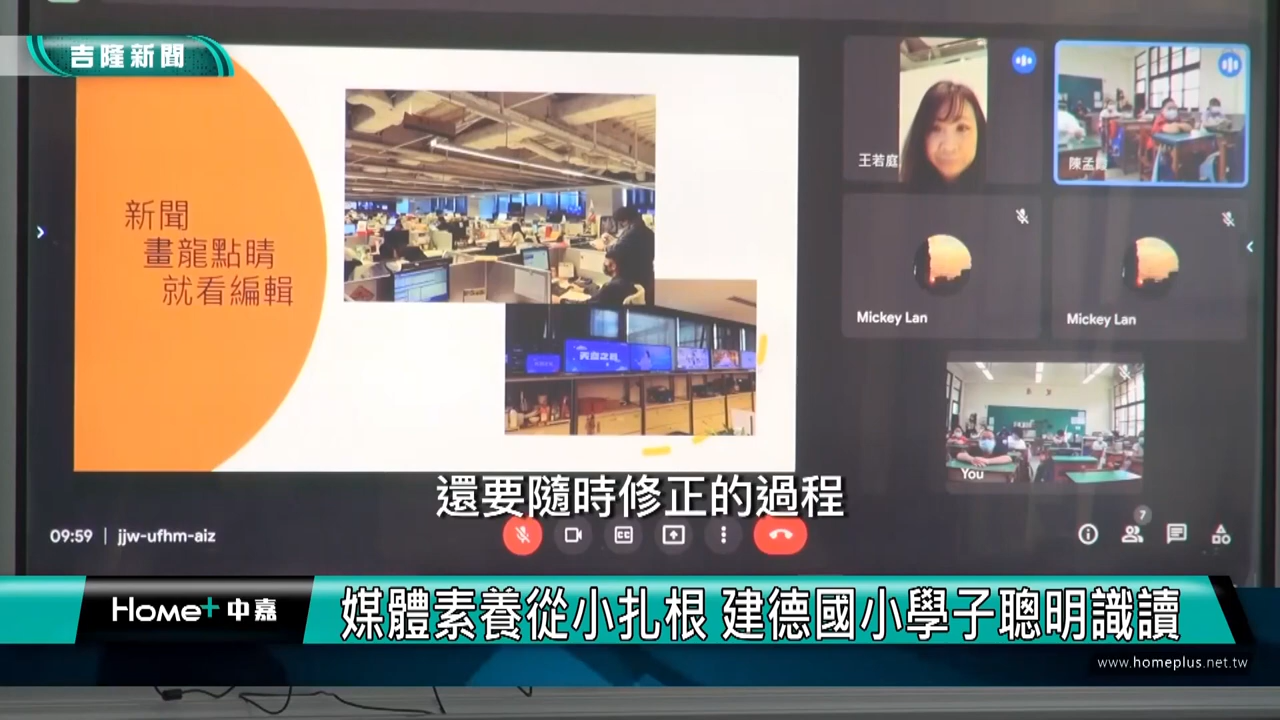 吉隆新聞
新聞
畫龍點睛
就看編輯
王若庭
陳孟
Mickey Lan
Mickey Lan
You
還要隨時修正的過程
09:59 | jjw-ufhm-aiz
7
Home+中嘉
媒體素養從小扎根 建德國小學子聰明識讀
www.homeplus.net.tw